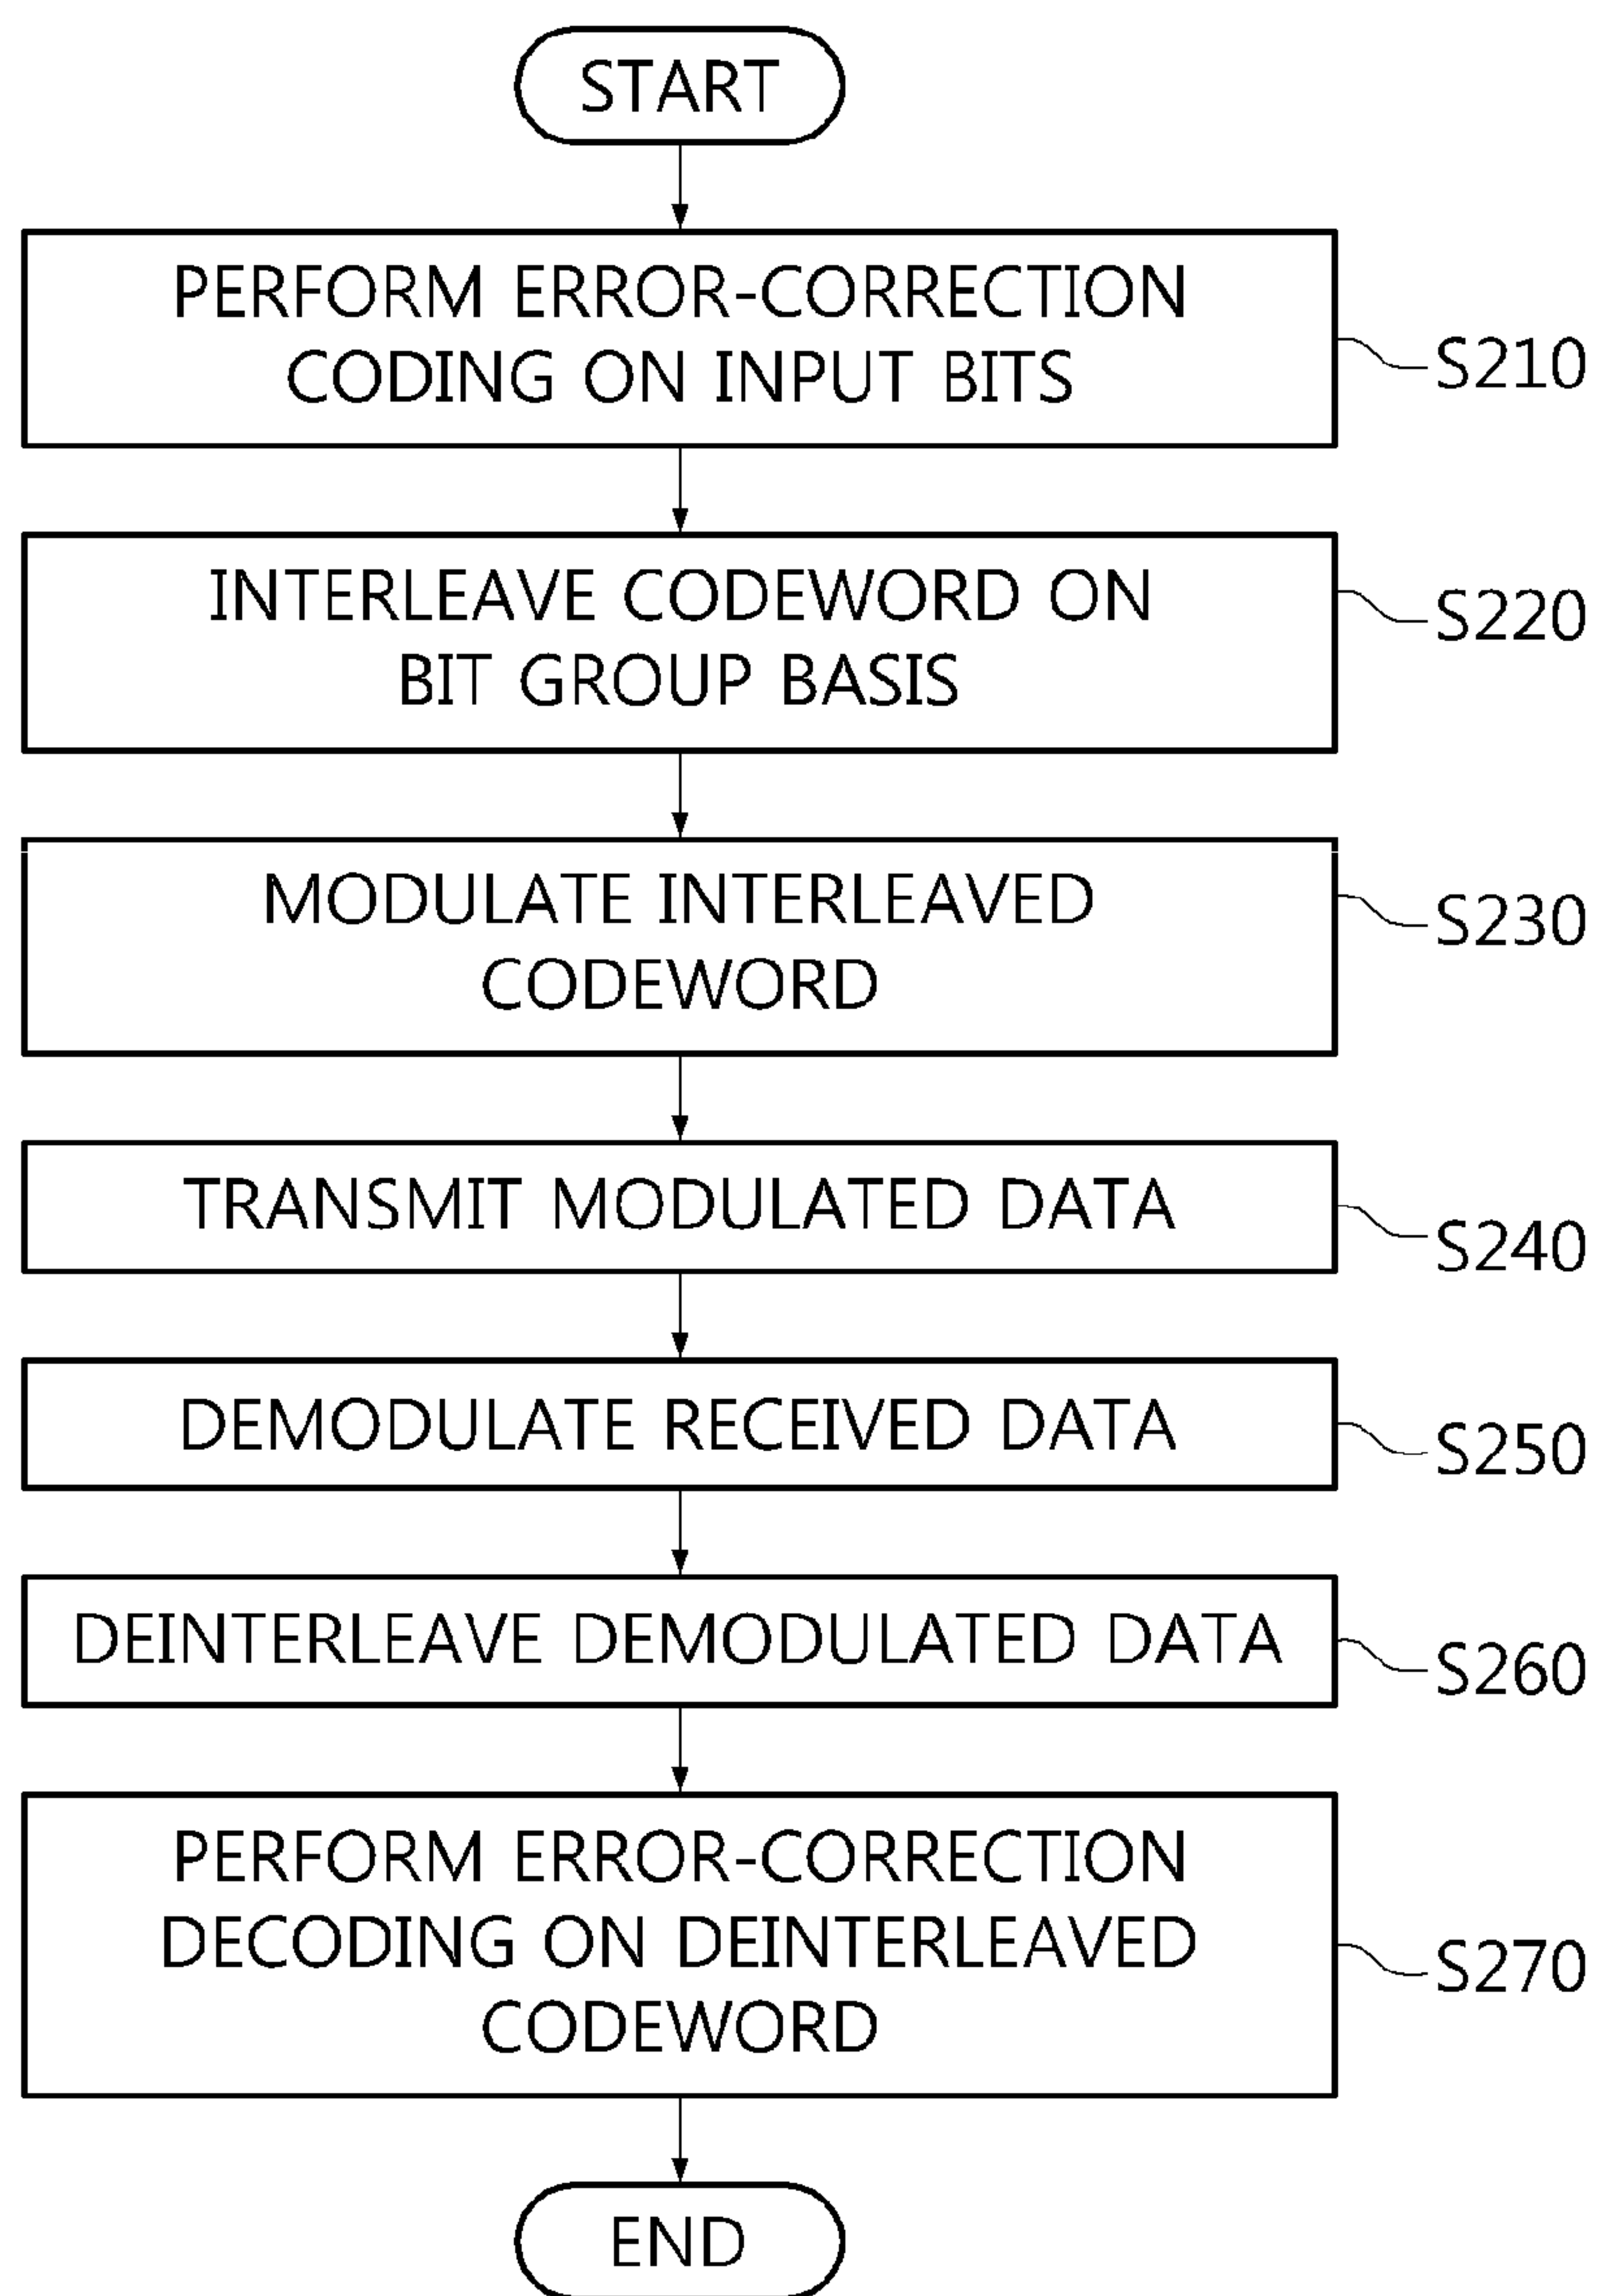 START
PERFORM ERROR-CORRECTION
CODING ON INPUT BITS
S210
INTERLEAVE CODEWORD ON
BIT GROUP BASIS
S220
MODULATE INTERLEAVED
CODEWORD
S230
TRANSMIT MODULATED DATA
S240
DEMODULATE RECEIVED DATA
S250
DEINTERLEAVE DEMODULATED DATA
S260
PERFORM ERROR-CORRECTION
DECODING ON DEINTERLEAVED
CODEWORD
S270
END